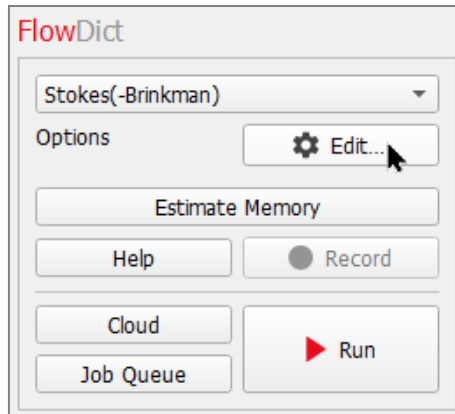 FlowDict
Stokes(-Brinkman)
Options
Edit...
Estimate Memory
Help
Record
Cloud
Run
Job Queue